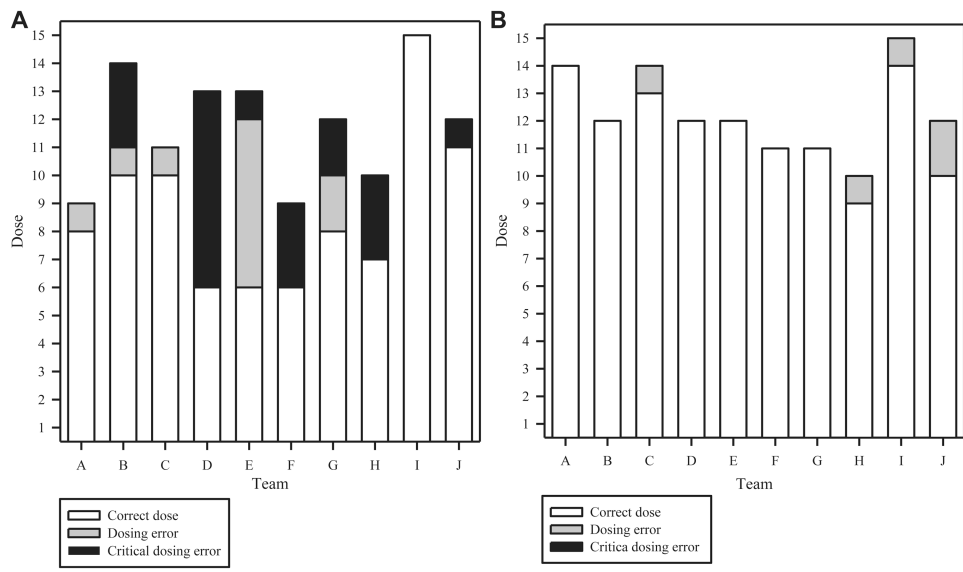 A
15
14
13
12
11
10
9
8
7
6
5
4
3
2
1
Dose
A B C D E F G H I J
Team
Correct dose
Dosing error
Critical dosing error
B
15
14
13
12
11
10
9
8
7
6
5
4
3
2
1
Dose
A B C D E F G H I J
Team
Correct dose
Dosing error
Critica dosing error